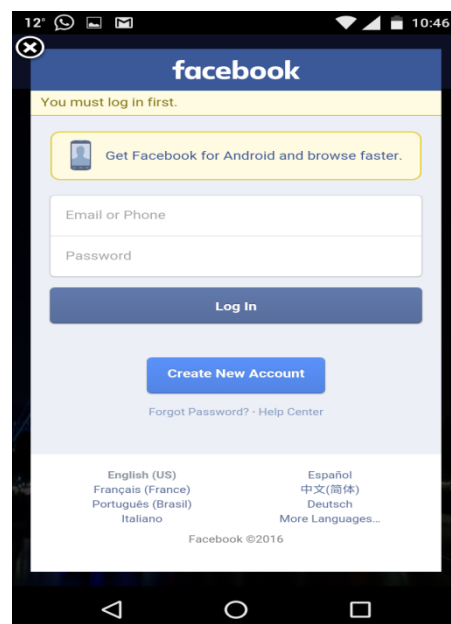 12° 10:46
facebook
You must log in first.
Get Facebook for Android and browse faster.
Email or Phone
Password
Log In
Create New Account
Forgot Password? · Help Center
English (US) Español
Français (France) 中文(简体)
Português (Brasil) Deutsch
Italiano More Languages...
Facebook ©2016